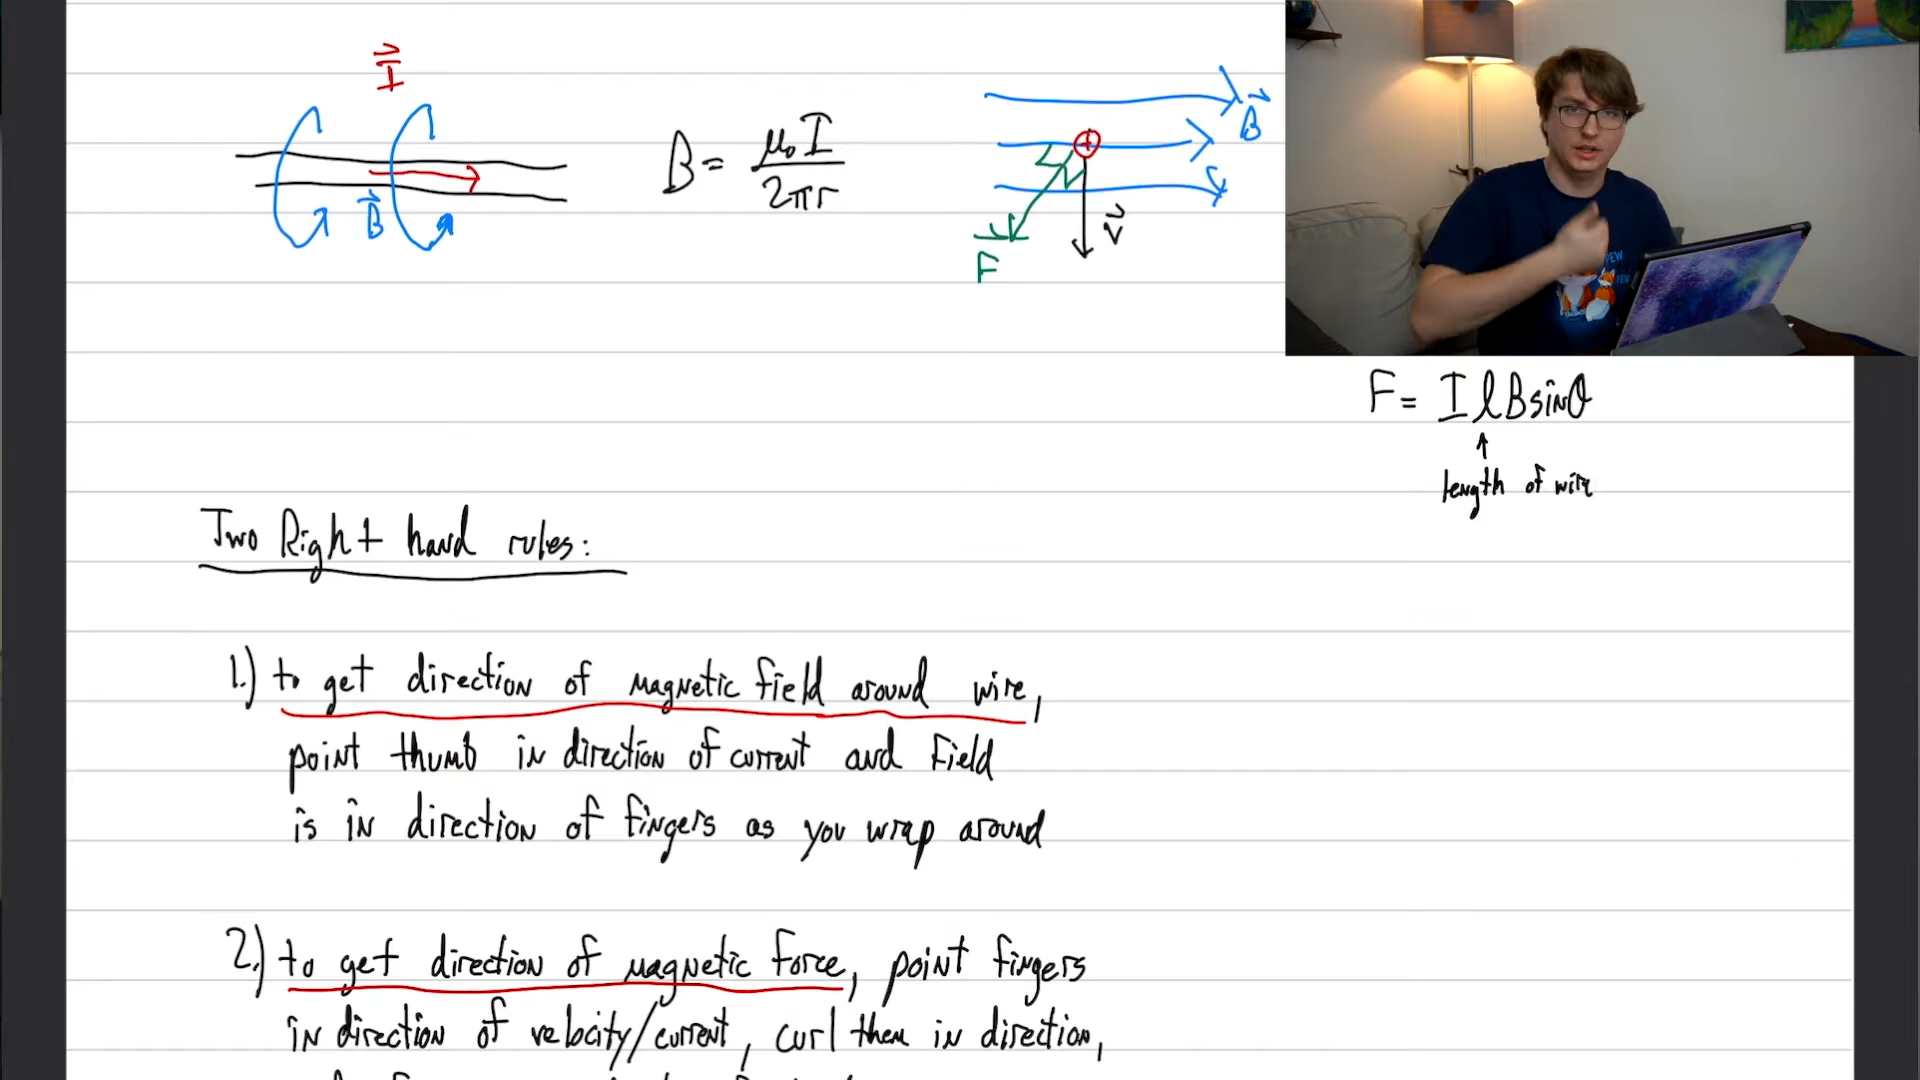 I
B
B = μ₀I / 2πr
B
V
F
PEW
PEW
F = IℓBsinθ
↑
length of wire
Two Right hand rules:
1.) to get direction of magnetic field around wire,
point thumb in direction of current and Field
is in direction of fingers as you wrap around
2.) to get direction of magnetic force, point fingers
in direction of velocity/current, curl them in direction,